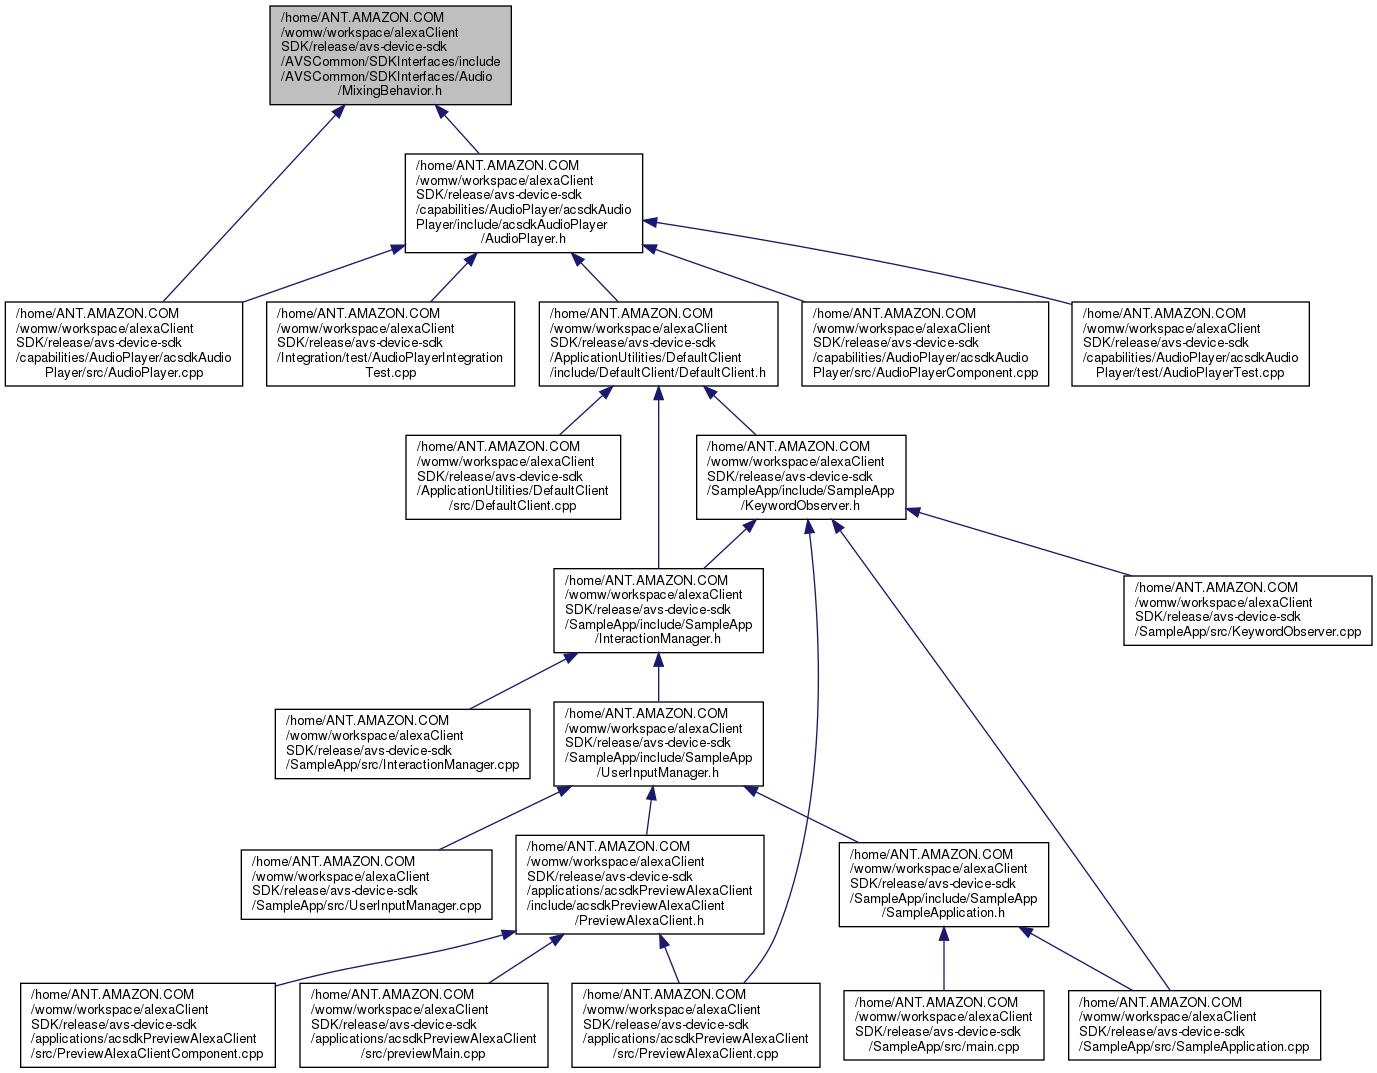 /home/ANT.AMAZON.COM
/womw/workspace/alexaClient
SDK/release/avs-device-sdk
/AVSCommon/SDKInterfaces/include
/AVSCommon/SDKInterfaces/Audio
/MixingBehavior.h
/home/ANT.AMAZON.COM
/womw/workspace/alexaClient
SDK/release/avs-device-sdk
/capabilities/AudioPlayer/acsdkAudio
Player/include/acsdkAudioPlayer
/AudioPlayer.h
/home/ANT.AMAZON.COM
/womw/workspace/alexaClient
SDK/release/avs-device-sdk
/capabilities/AudioPlayer/acsdkAudio
Player/src/AudioPlayer.cpp
/home/ANT.AMAZON.COM
/womw/workspace/alexaClient
SDK/release/avs-device-sdk
/Integration/test/AudioPlayerIntegration
Test.cpp
/home/ANT.AMAZON.COM
/womw/workspace/alexaClient
SDK/release/avs-device-sdk
/ApplicationUtilities/DefaultClient
/include/DefaultClient/DefaultClient.h
/home/ANT.AMAZON.COM
/womw/workspace/alexaClient
SDK/release/avs-device-sdk
/capabilities/AudioPlayer/acsdkAudio
Player/src/AudioPlayerComponent.cpp
/home/ANT.AMAZON.COM
/womw/workspace/alexaClient
SDK/release/avs-device-sdk
/capabilities/AudioPlayer/acsdkAudio
Player/test/AudioPlayerTest.cpp
/home/ANT.AMAZON.COM
/womw/workspace/alexaClient
SDK/release/avs-device-sdk
/ApplicationUtilities/DefaultClient
/src/DefaultClient.cpp
/home/ANT.AMAZON.COM
/womw/workspace/alexaClient
SDK/release/avs-device-sdk
/SampleApp/include/SampleApp
/KeywordObserver.h
/home/ANT.AMAZON.COM
/womw/workspace/alexaClient
SDK/release/avs-device-sdk
/SampleApp/include/SampleApp
/InteractionManager.h
/home/ANT.AMAZON.COM
/womw/workspace/alexaClient
SDK/release/avs-device-sdk
/SampleApp/src/KeywordObserver.cpp
/home/ANT.AMAZON.COM
/womw/workspace/alexaClient
SDK/release/avs-device-sdk
/SampleApp/src/InteractionManager.cpp
/home/ANT.AMAZON.COM
/womw/workspace/alexaClient
SDK/release/avs-device-sdk
/SampleApp/include/SampleApp
/UserInputManager.h
/home/ANT.AMAZON.COM
/womw/workspace/alexaClient
SDK/release/avs-device-sdk
/SampleApp/src/UserInputManager.cpp
/home/ANT.AMAZON.COM
/womw/workspace/alexaClient
SDK/release/avs-device-sdk
/applications/acsdkPreviewAlexaClient
/include/acsdkPreviewAlexaClient
/PreviewAlexaClient.h
/home/ANT.AMAZON.COM
/womw/workspace/alexaClient
SDK/release/avs-device-sdk
/SampleApp/include/SampleApp
/SampleApplication.h
/home/ANT.AMAZON.COM
/womw/workspace/alexaClient
SDK/release/avs-device-sdk
/applications/acsdkPreviewAlexaClient
/src/PreviewAlexaClientComponent.cpp
/home/ANT.AMAZON.COM
/womw/workspace/alexaClient
SDK/release/avs-device-sdk
/applications/acsdkPreviewAlexaClient
/src/previewMain.cpp
/home/ANT.AMAZON.COM
/womw/workspace/alexaClient
SDK/release/avs-device-sdk
/applications/acsdkPreviewAlexaClient
/src/PreviewAlexaClient.cpp
/home/ANT.AMAZON.COM
/womw/workspace/alexaClient
SDK/release/avs-device-sdk
/SampleApp/src/main.cpp
/home/ANT.AMAZON.COM
/womw/workspace/alexaClient
SDK/release/avs-device-sdk
/SampleApp/src/SampleApplication.cpp